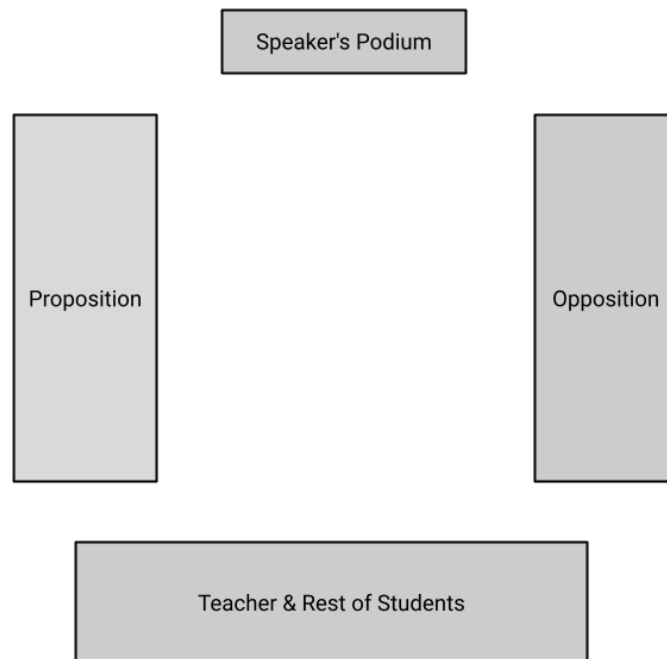 Speaker's Podium
Proposition
Opposition
Teacher & Rest of Students